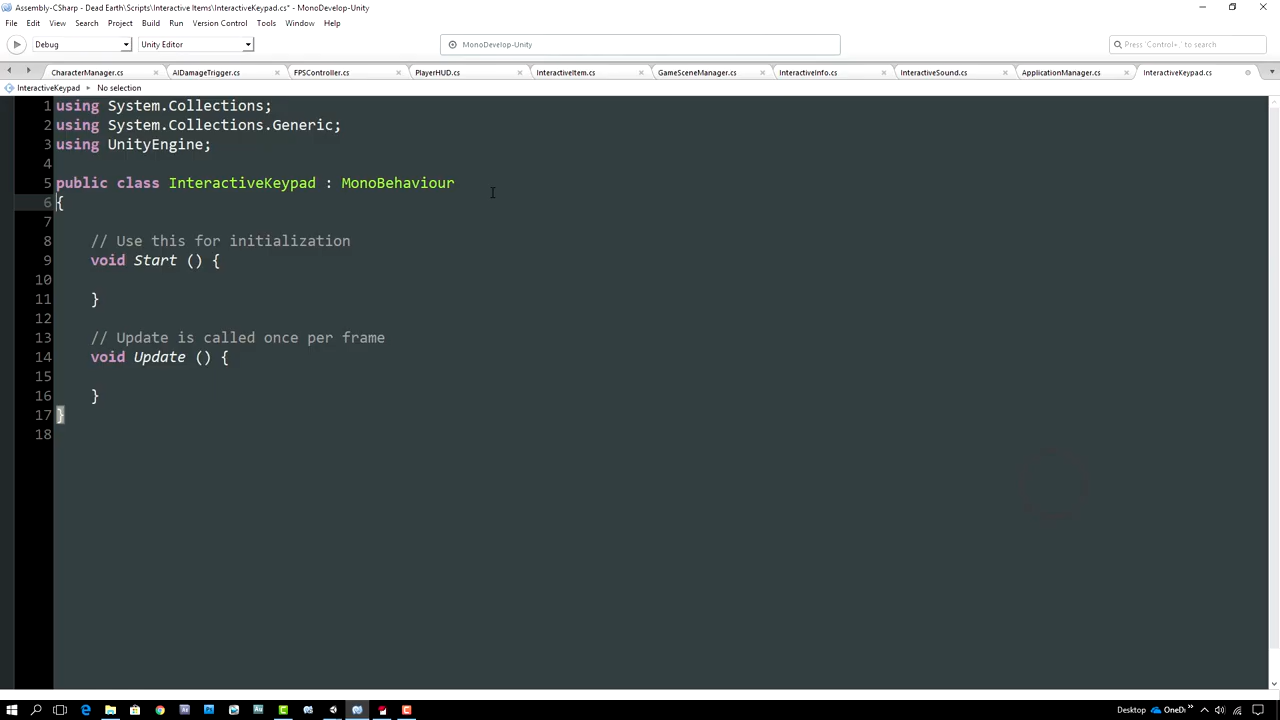 Assembly-CSharp - Dead Earth\Scripts\Interactive Items\InteractiveKeypad.cs* - MonoDevelop-Unity
File Edit View Search Project Build Run Version Control Tools Window Help
Debug Unity Editor MonoDevelop-Unity Press 'Control+,' to search
CharacterManager.cs AIDamageTrigger.cs FPSController.cs PlayerHUD.cs InteractiveItem.cs GameSceneManager.cs InteractiveInfo.cs InteractiveSound.cs ApplicationManager.cs InteractiveKeypad.cs
InteractiveKeypad No selection
1 using System.Collections;
2 using System.Collections.Generic;
3 using UnityEngine;
4
5 public class InteractiveKeypad : MonoBehaviour
6 {
7
8 // Use this for initialization
9 void Start () {
10
11 }
12
13 // Update is called once per frame
14 void Update () {
15
16 }
17 }
18
Desktop OneDr